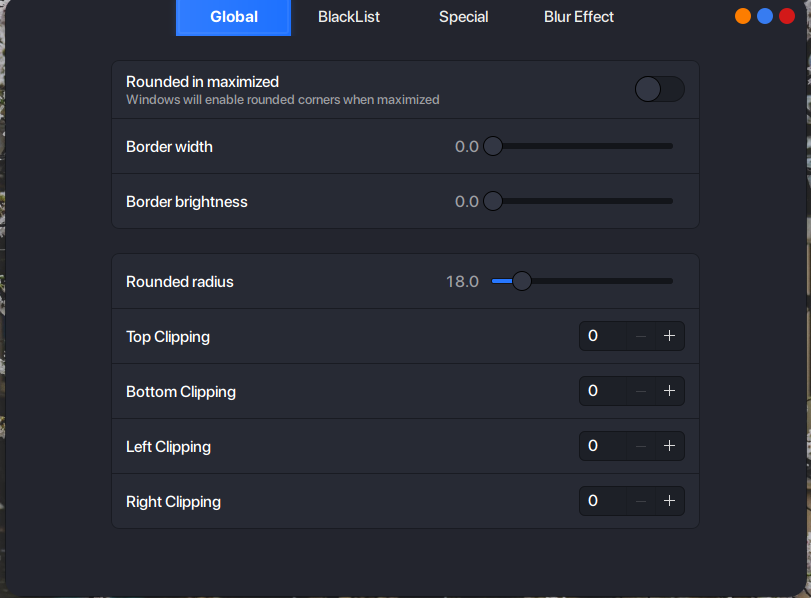 Global BlackList Special Blur Effect
Rounded in maximized
Windows will enable rounded corners when maximized
Border width 0.0
Border brightness 0.0
Rounded radius 18.0
Top Clipping 0 − +
Bottom Clipping 0 − +
Left Clipping 0 − +
Right Clipping 0 − +